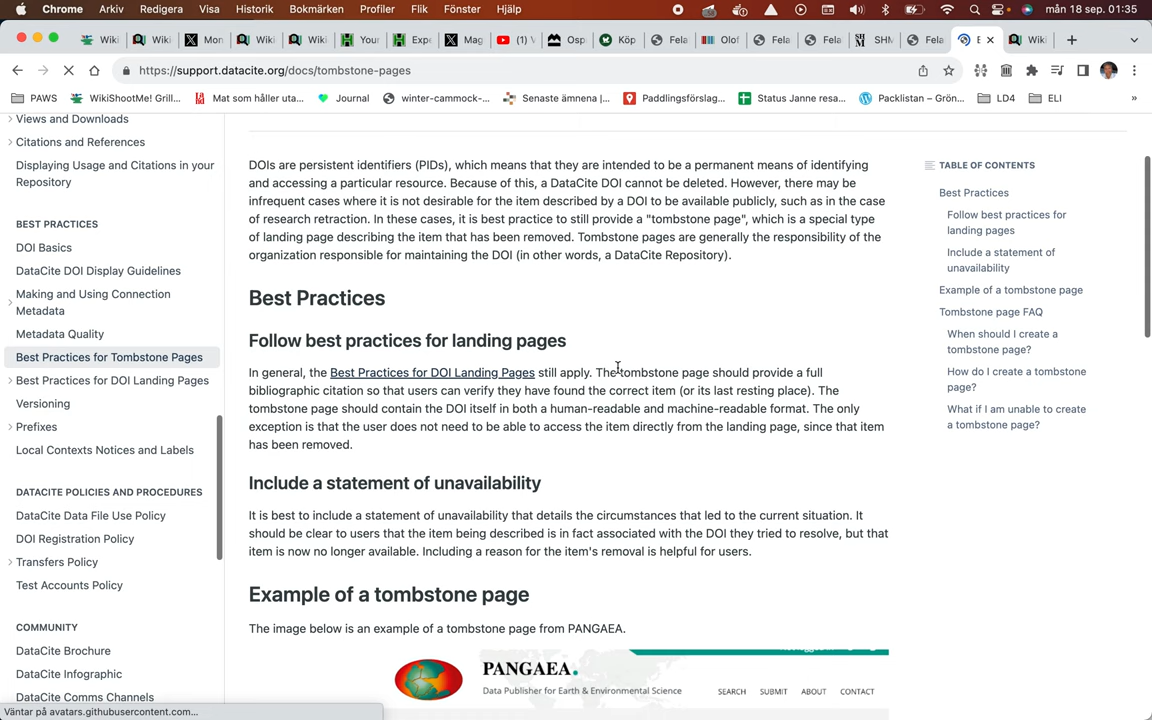 Chrome Arkiv Redigera Visa Historik Bokmärken Profiler Flik Fönster Hjälp mån 18 sep. 01:35
Wiki Wiki Mon Wiki Wiki Your Expe Mag (1) Osp Köp Fela Olof Fela Fela SHM Fela E Wiki
https://support.datacite.org/docs/tombstone-pages
PAWS WikiShootMe! Grill... Mat som håller uta... Journal winter-cammock-... Senaste ämnena |... Paddlingsförslag... Status Janne resa... Packlistan – Grön... LD4 ELI »
Views and Downloads
Citations and References
Displaying Usage and Citations in your
Repository
BEST PRACTICES
DOI Basics
DataCite DOI Display Guidelines
Making and Using Connection
Metadata
Metadata Quality
Best Practices for Tombstone Pages
Best Practices for DOI Landing Pages
Versioning
Prefixes
Local Contexts Notices and Labels
DATACITE POLICIES AND PROCEDURES
DataCite Data File Use Policy
DOI Registration Policy
Transfers Policy
Test Accounts Policy
COMMUNITY
DataCite Brochure
DataCite Infographic
DataCite Comms Channels
Väntar på avatars.githubusercontent.com...
DOIs are persistent identifiers (PIDs), which means that they are intended to be a permanent means of identifying
and accessing a particular resource. Because of this, a DataCite DOI cannot be deleted. However, there may be
infrequent cases where it is not desirable for the item described by a DOI to be available publicly, such as in the case
of research retraction. In these cases, it is best practice to still provide a "tombstone page", which is a special type
of landing page describing the item that has been removed. Tombstone pages are generally the responsibility of the
organization responsible for maintaining the DOI (in other words, a DataCite Repository).
Best Practices
Follow best practices for landing pages
In general, the Best Practices for DOI Landing Pages still apply. The tombstone page should provide a full
bibliographic citation so that users can verify they have found the correct item (or its last resting place). The
tombstone page should contain the DOI itself in both a human-readable and machine-readable format. The only
exception is that the user does not need to be able to access the item directly from the landing page, since that item
has been removed.
Include a statement of unavailability
It is best to include a statement of unavailability that details the circumstances that led to the current situation. It
should be clear to users that the item being described is in fact associated with the DOI they tried to resolve, but that
item is now no longer available. Including a reason for the item's removal is helpful for users.
Example of a tombstone page
The image below is an example of a tombstone page from PANGAEA.
PANGAEA.
Data Publisher for Earth & Environmental Science
SEARCH SUBMIT ABOUT CONTACT
TABLE OF CONTENTS
Best Practices
Follow best practices for
landing pages
Include a statement of
unavailability
Example of a tombstone page
Tombstone page FAQ
When should I create a
tombstone page?
How do I create a tombstone
page?
What if I am unable to create
a tombstone page?